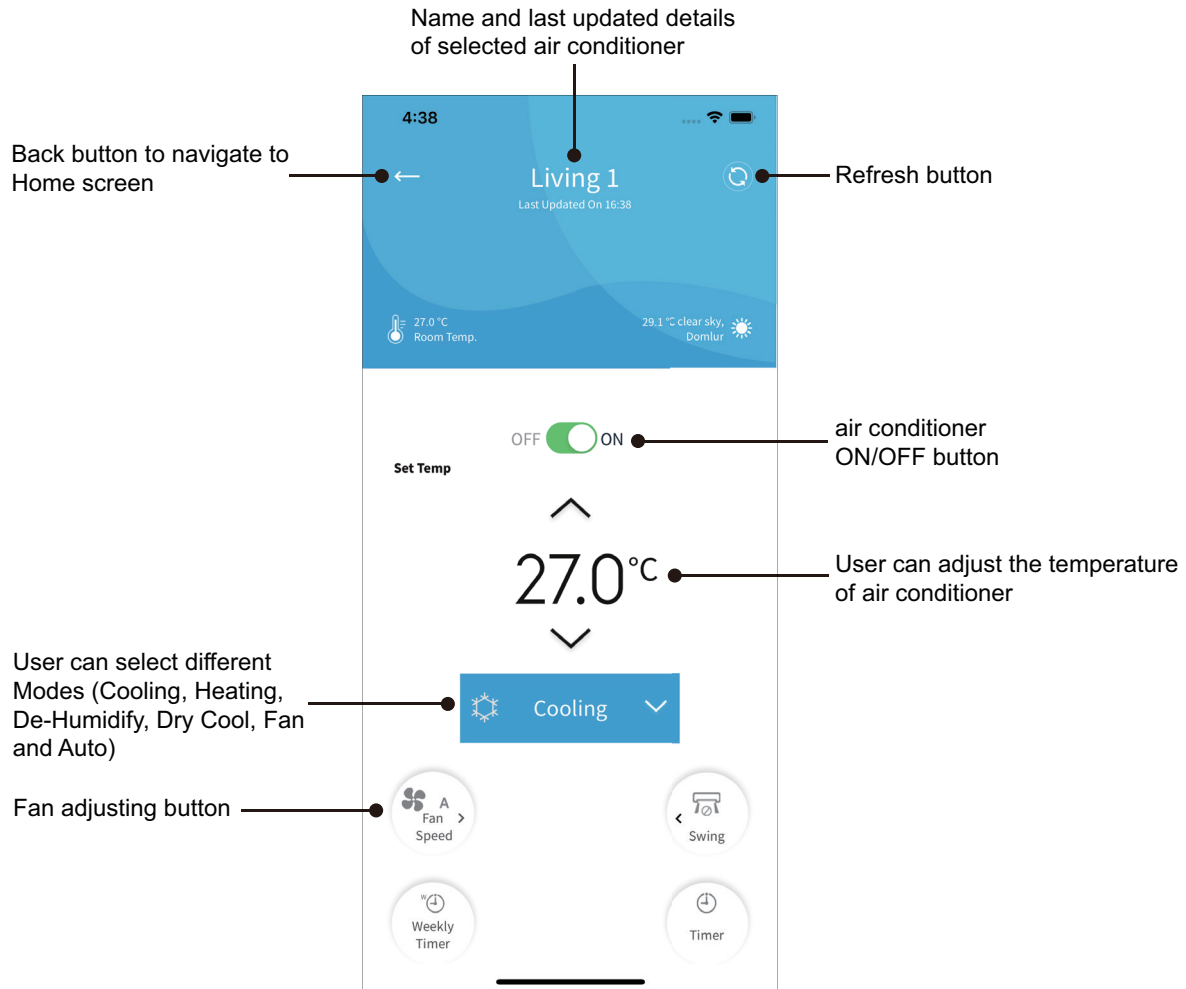 Name and last updated details
of selected air conditioner
4:38
Back button to navigate to
Home screen
Living 1
Last Updated On 16:38
Refresh button
27.0 °C
Room Temp.
29.1 °C clear sky,
Domlur
OFF
ON
air conditioner
ON/OFF button
Set Temp
27.0°C
User can adjust the temperature
of air conditioner
User can select different
Modes (Cooling, Heating,
De-Humidify, Dry Cool, Fan
and Auto)
Cooling
Fan adjusting button
A
Fan
Speed
Swing
W
Weekly
Timer
Timer